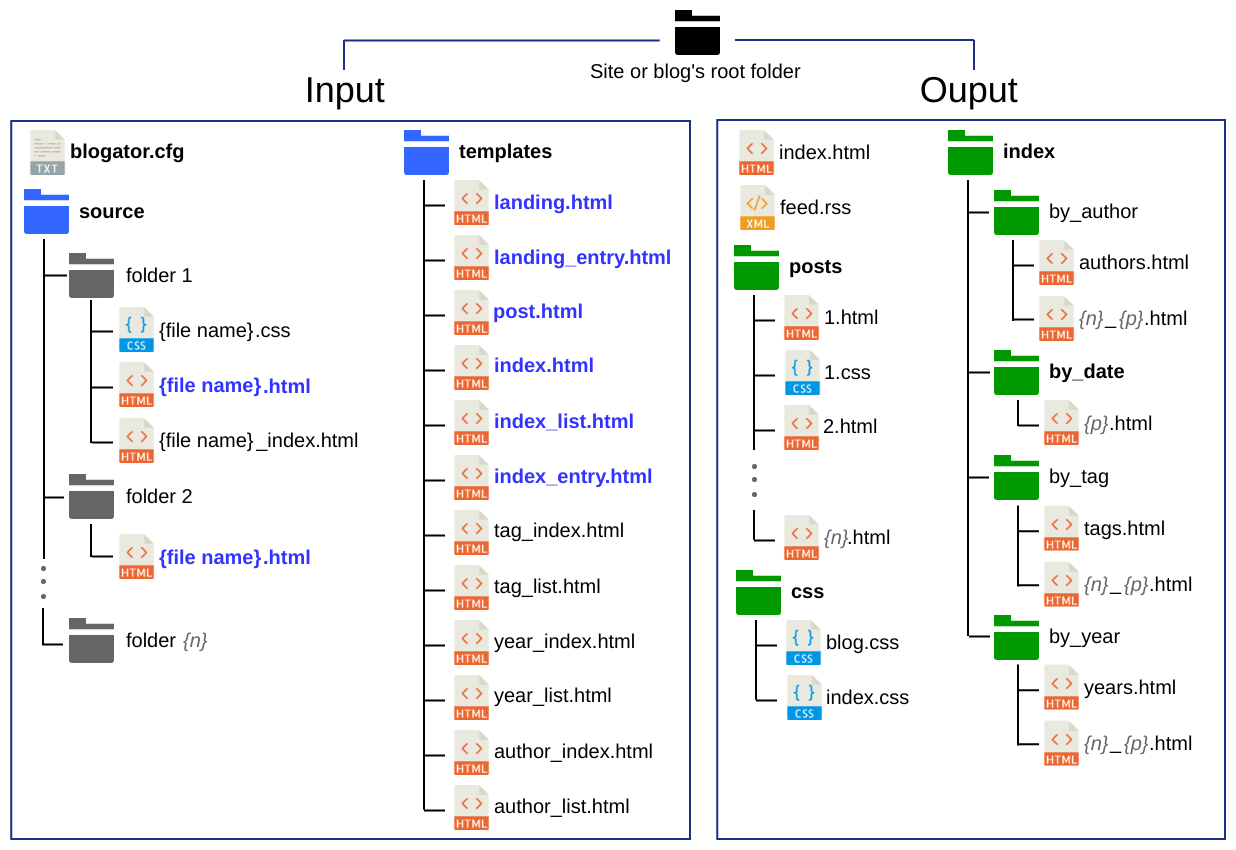 Site or blog's root folder
Input
Ouput
TXT
blogator.cfg
source
folder 1
{ }
CSS
{file name}.css
<>
HTML
{file name}.html
<>
HTML
{file name}_index.html
folder 2
<>
HTML
{file name}.html
folder {n}
templates
<>
HTML
landing.html
<>
HTML
landing_entry.html
<>
HTML
post.html
<>
HTML
index.html
<>
HTML
index_list.html
<>
HTML
index_entry.html
<>
HTML
tag_index.html
<>
HTML
tag_list.html
<>
HTML
year_index.html
<>
HTML
year_list.html
<>
HTML
author_index.html
<>
HTML
author_list.html
<>
HTML
index.html
</>
XML
feed.rss
posts
<>
HTML
1.html
{ }
CSS
1.css
<>
HTML
2.html
<>
HTML
{n}.html
css
{ }
CSS
blog.css
{ }
CSS
index.css
index
by_author
<>
HTML
authors.html
<>
HTML
{n}_{p}.html
by_date
<>
HTML
{p}.html
by_tag
<>
HTML
tags.html
<>
HTML
{n}_{p}.html
by_year
<>
HTML
years.html
<>
HTML
{n}_{p}.html